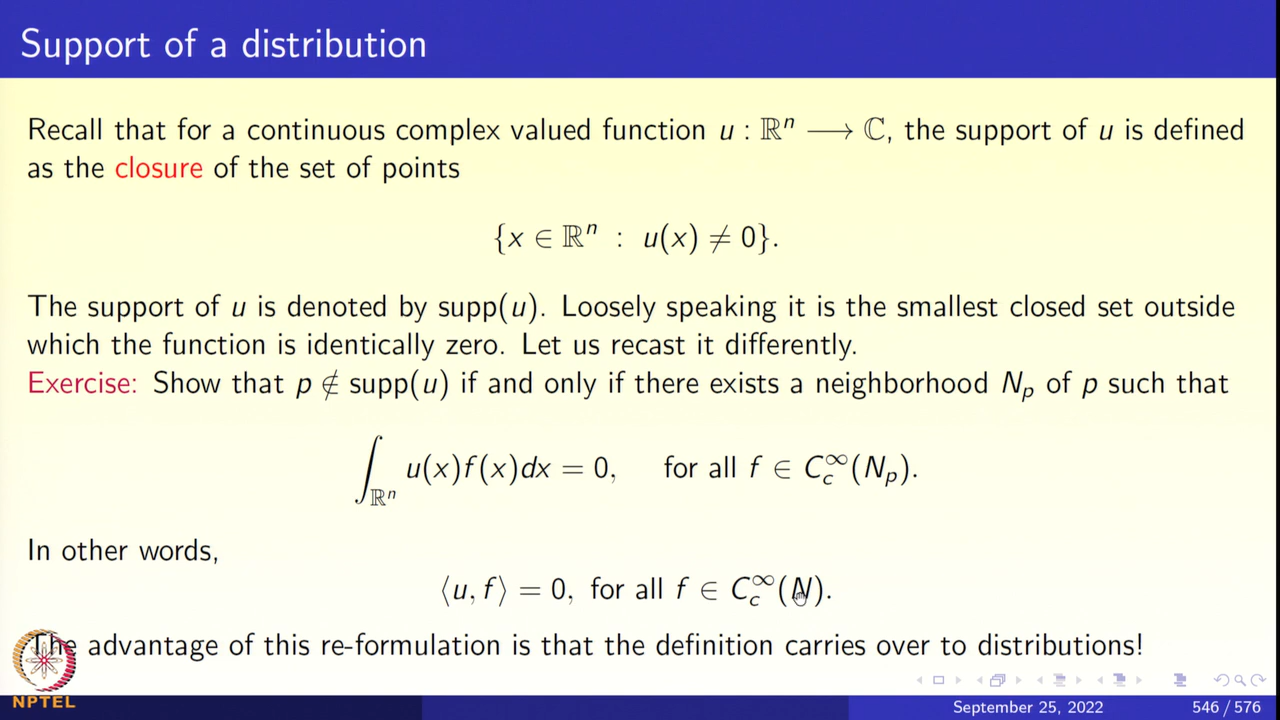 Support of a distribution
Recall that for a continuous complex valued function u : ℝⁿ ⟶ ℂ, the support of u is defined
as the closure of the set of points
{x ∈ ℝⁿ : u(x) ≠ 0}.
The support of u is denoted by supp(u). Loosely speaking it is the smallest closed set outside
which the function is identically zero. Let us recast it differently.
Exercise: Show that p ∉ supp(u) if and only if there exists a neighborhood Nₚ of p such that
∫_{ℝⁿ} u(x)f(x)dx = 0, for all f ∈ C_c^∞(Nₚ).
In other words,
⟨u, f⟩ = 0, for all f ∈ C_c^∞(N).
The advantage of this re-formulation is that the definition carries over to distributions!
NPTEL
September 25, 2022 546 / 576